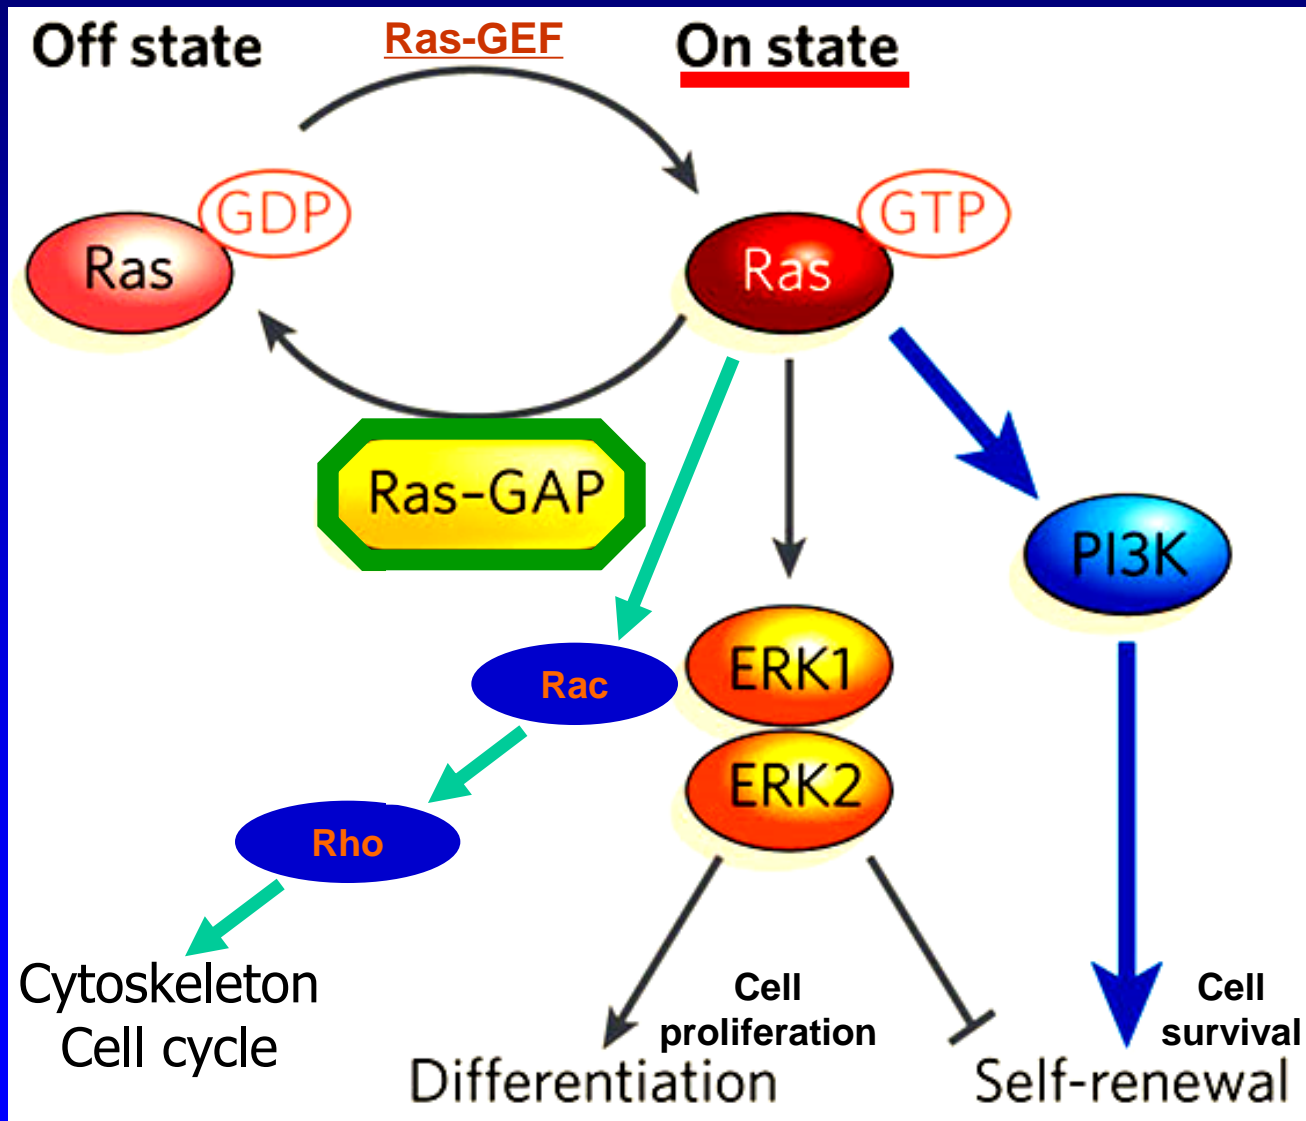 Off state
Ras-GEF
On state
GDP
GTP
Ras
Ras
Ras-GAP
PI3K
ERK1
Rac
ERK2
Rho
Cytoskeleton
Cell cycle
Cell
proliferation
Cell
survival
Differentiation
Self-renewal